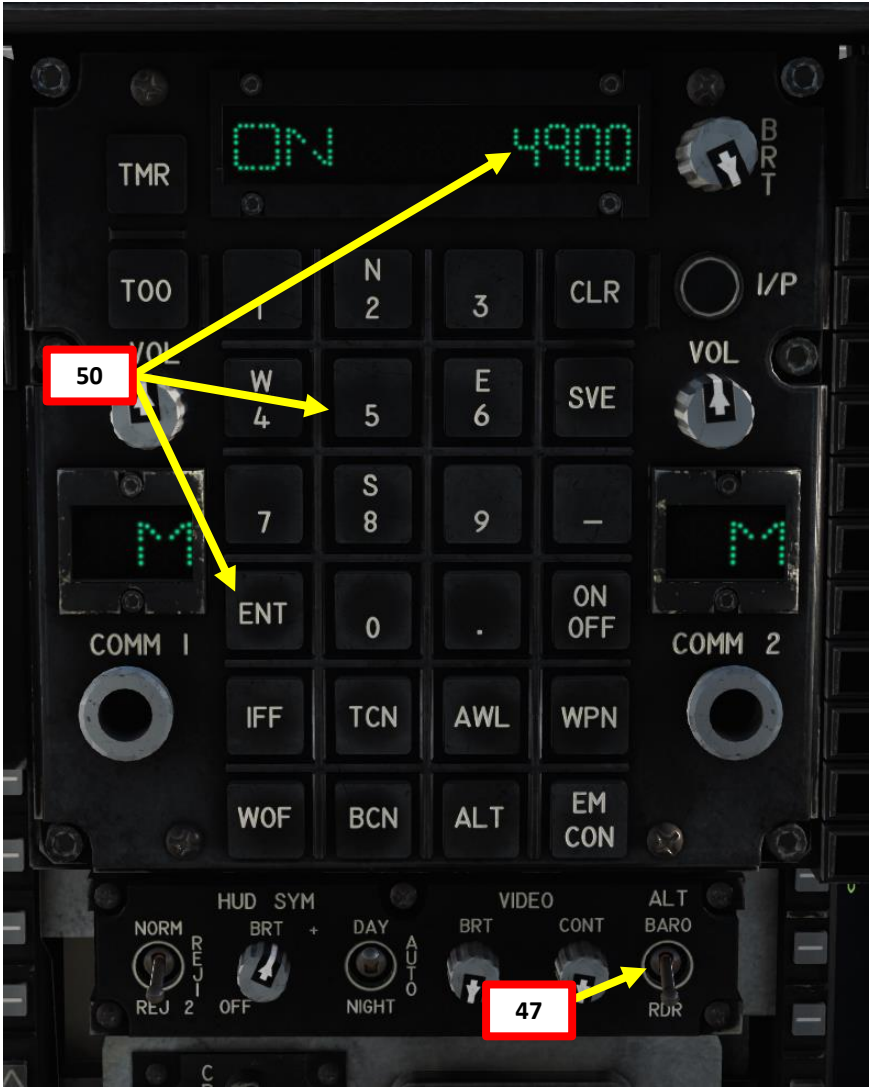 ON 4900
BRT
TMR
TOO
1
N
2
3
CLR
I/P
50
VOL
W
4
5
E
6
SVE
VOL
7
S
8
9
–
M
M
ENT
0
.
ON
OFF
COMM 1
COMM 2
IFF
TCN
AWL
WPN
WOF
BCN
ALT
EM
CON
HUD SYM
VIDEO
ALT
NORM
REJ1
REJ 2
BRT +
OFF
DAY
AUTO
NIGHT
BRT
CONT
BARO
RDR
47
C